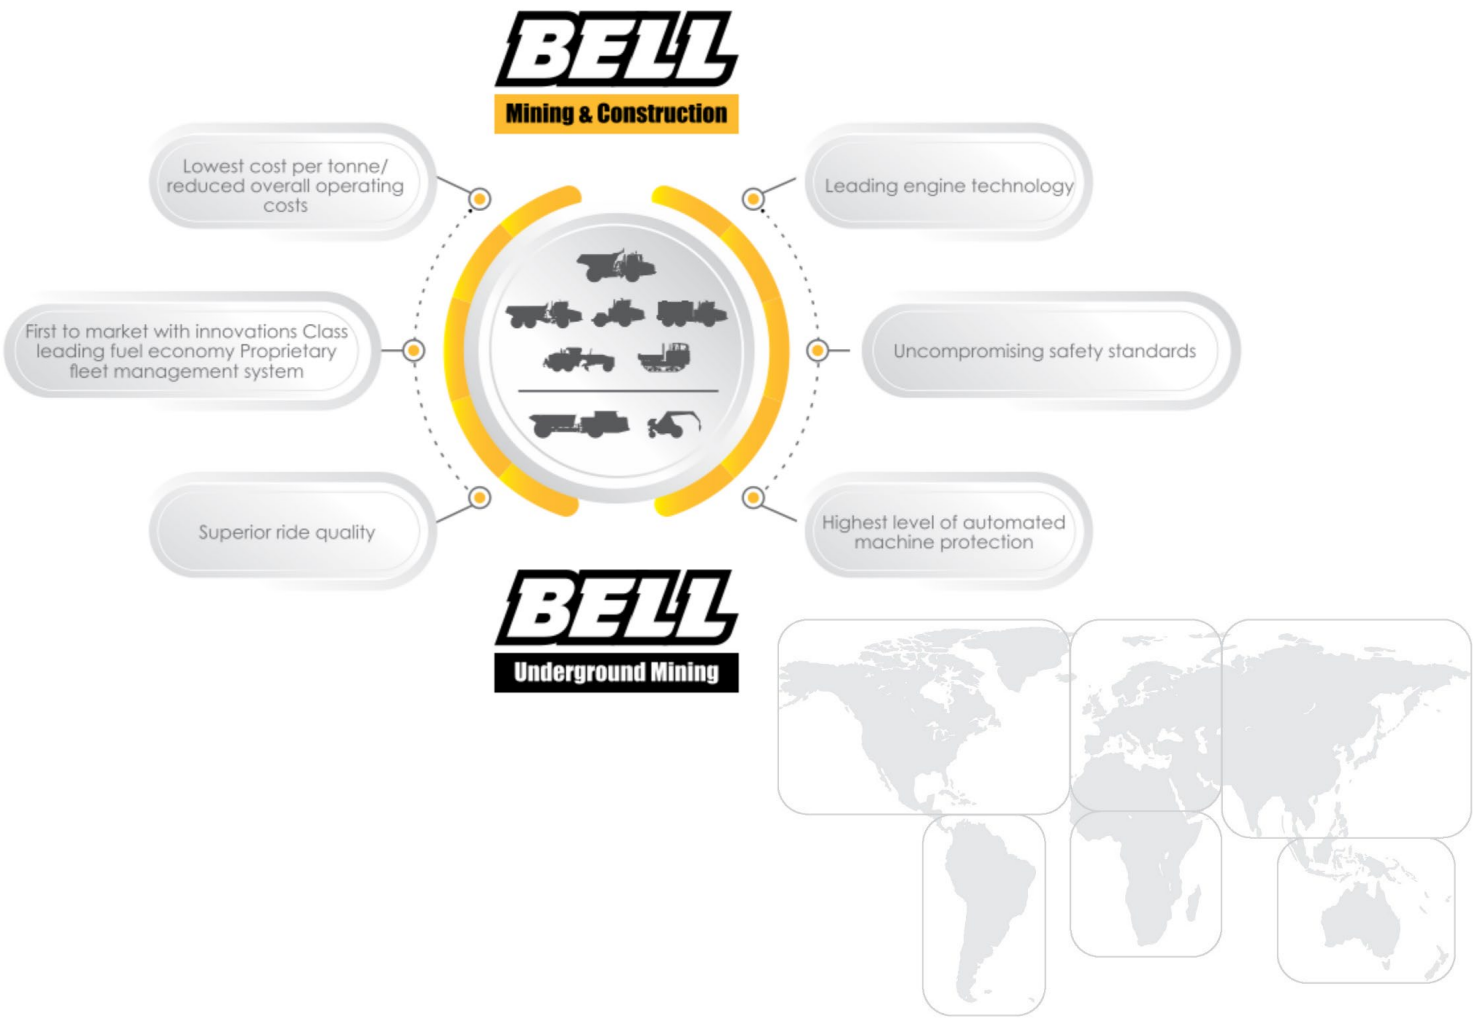 BELL
Mining & Construction
Lowest cost per tonne/
reduced overall operating
costs
Leading engine technology
First to market with innovations Class
leading fuel economy Proprietary
fleet management system
Uncompromising safety standards
Superior ride quality
Highest level of automated
machine protection
BELL
Underground Mining